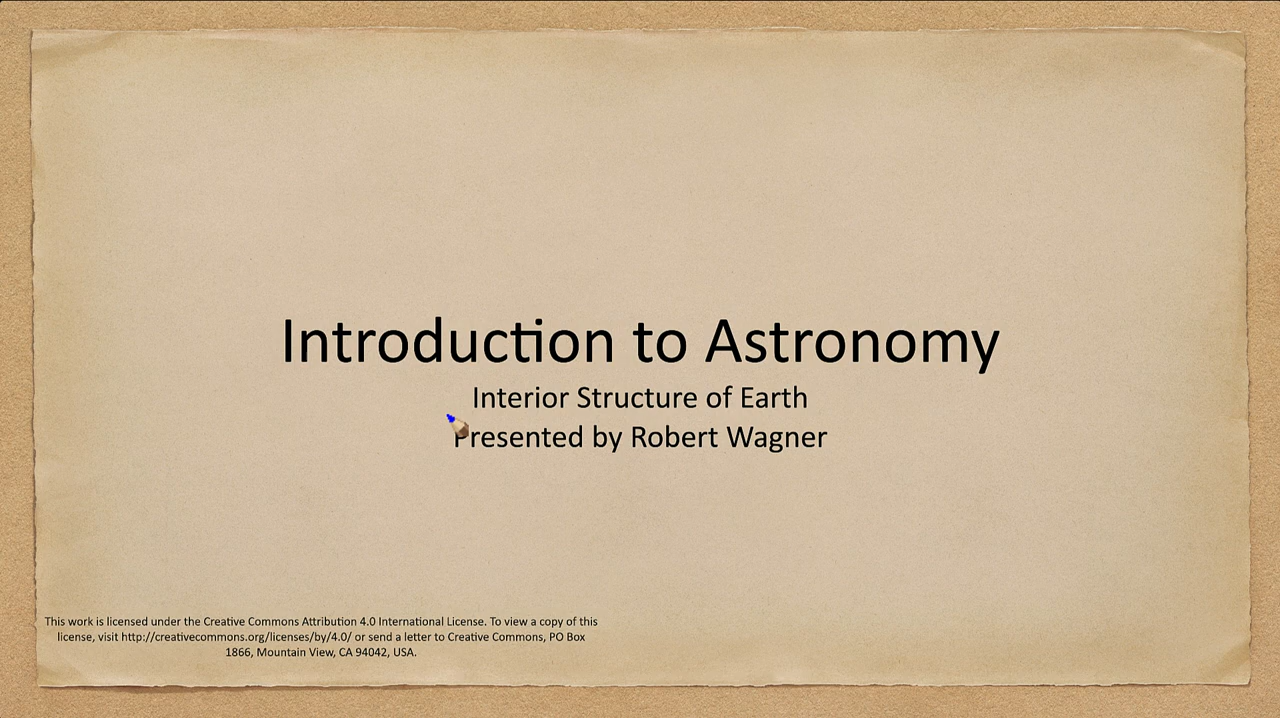 Introduction to Astronomy
Interior Structure of Earth
Presented by Robert Wagner
This work is licensed under the Creative Commons Attribution 4.0 International License. To view a copy of this
license, visit http://creativecommons.org/licenses/by/4.0/ or send a letter to Creative Commons, PO Box
1866, Mountain View, CA 94042, USA.